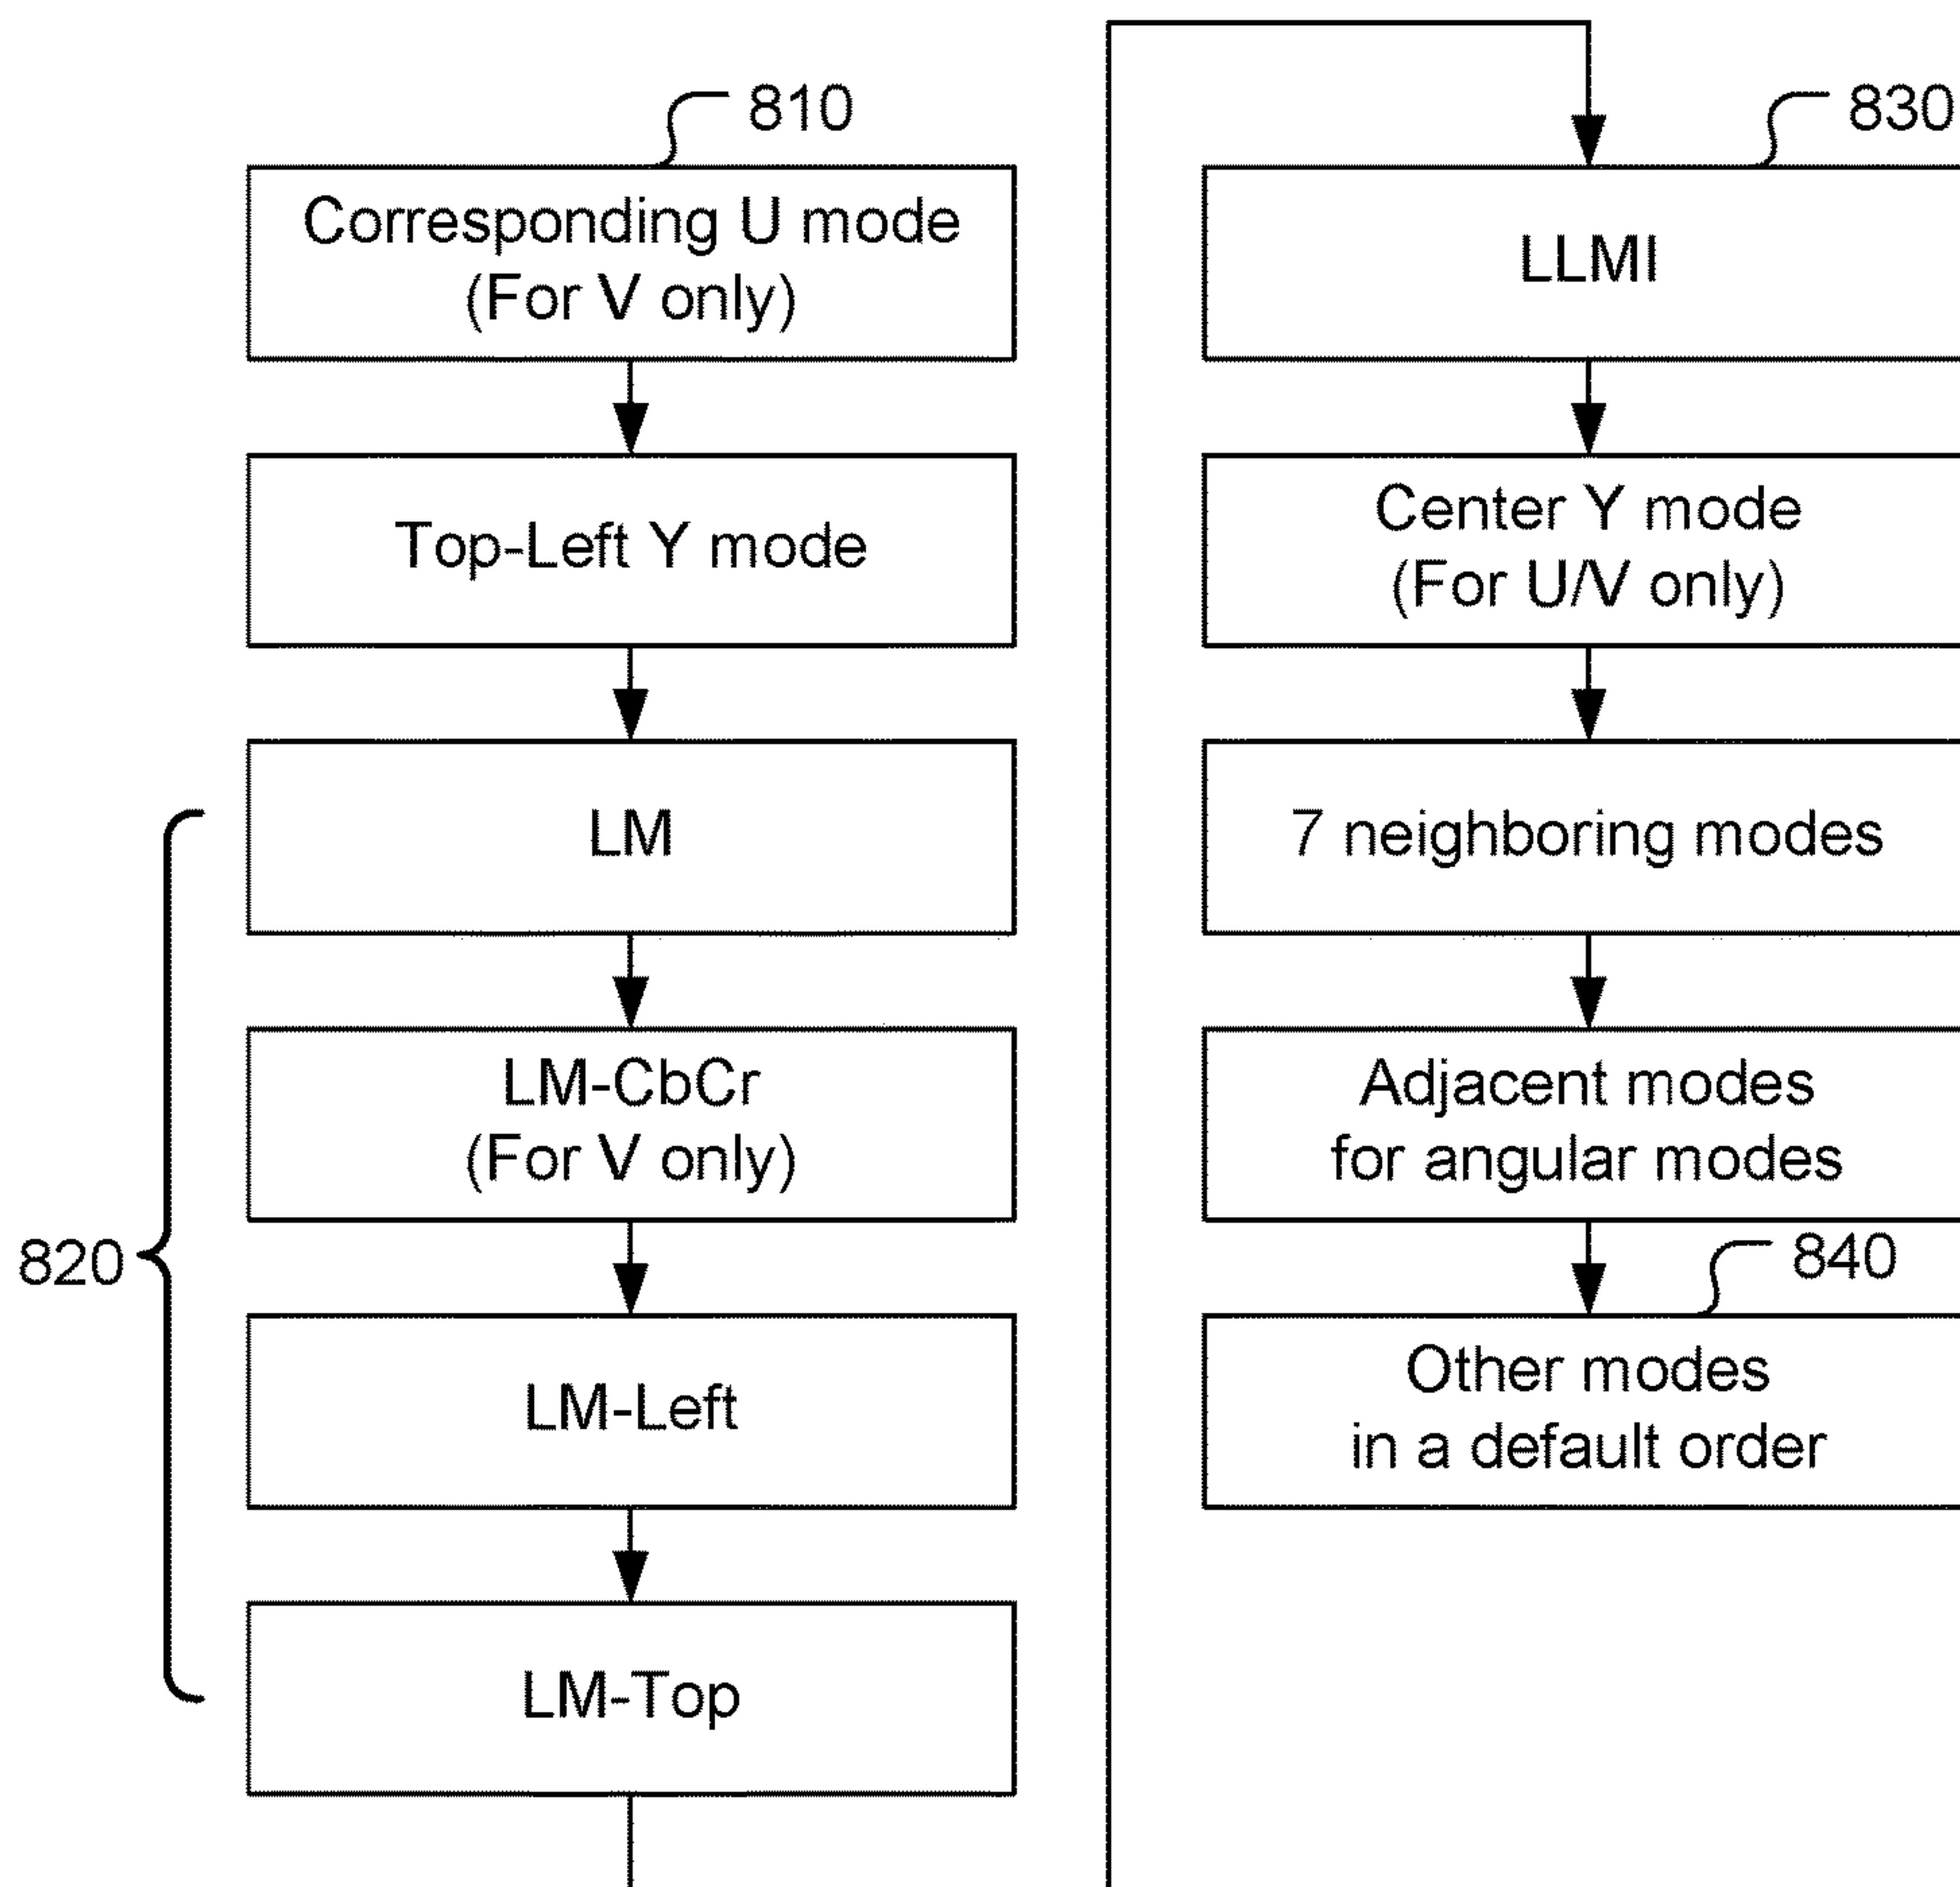 810
Corresponding U mode
(For V only)
Top-Left Y mode
LM
LM-CbCr
(For V only)
820
LM-Left
LM-Top
830
LLMI
Center Y mode
(For U/V only)
7 neighboring modes
Adjacent modes
for angular modes
840
Other modes
in a default order